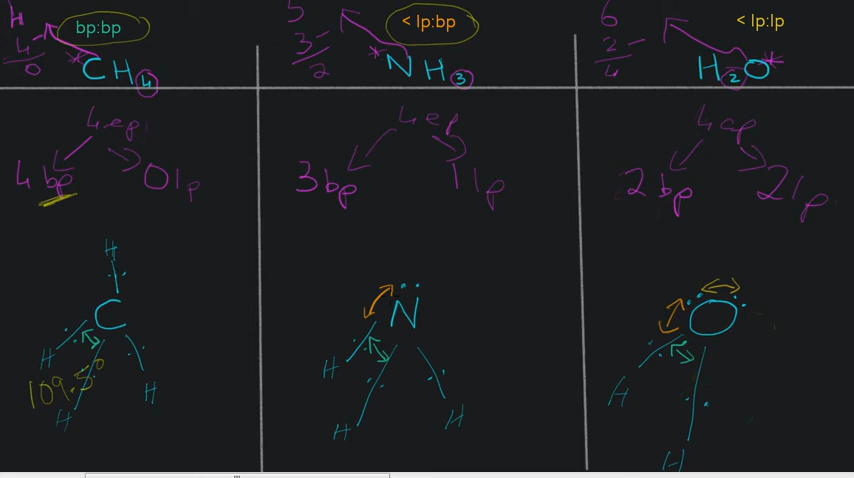 bp:bp
< lp:bp
< lp:lp
4
4-
0
*CH4
5
3-
2
*NH3
6
2-
4
H2O*
4ep
4bp
0lp
4ep
3bp
1lp
4ep
2bp
2lp
H
C
H
109.5°
H
H
N
H
H
H
O
H
H